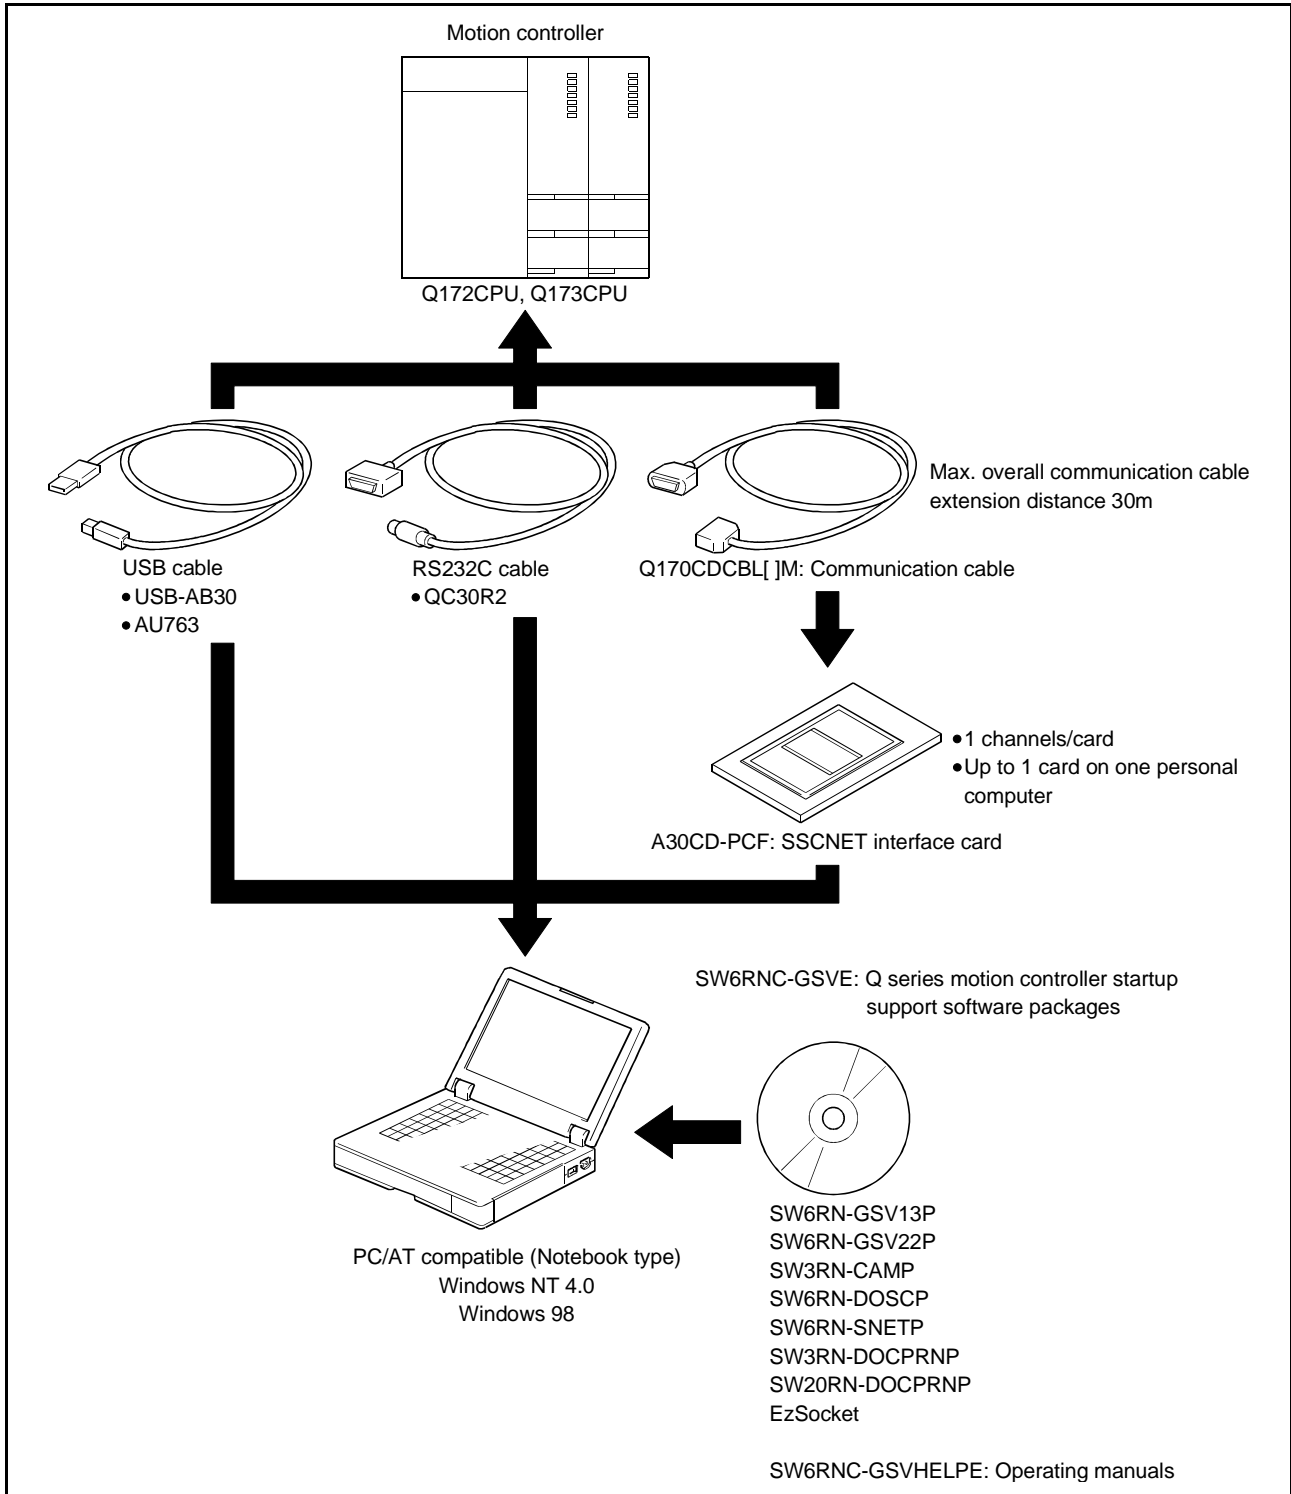 Motion controller
Q172CPU, Q173CPU
Max. overall communication cable
extension distance 30m
USB cable
•USB-AB30
•AU763
RS232C cable
•QC30R2
Q170CDCBL[ ]M: Communication cable
•1 channels/card
•Up to 1 card on one personal
computer
A30CD-PCF: SSCNET interface card
SW6RNC-GSVE: Q series motion controller startup
support software packages
PC/AT compatible (Notebook type)
Windows NT 4.0
Windows 98
SW6RN-GSV13P
SW6RN-GSV22P
SW3RN-CAMP
SW6RN-DOSCP
SW6RN-SNETP
SW3RN-DOCPRNP
SW20RN-DOCPRNP
EzSocket
SW6RNC-GSVHELPE: Operating manuals